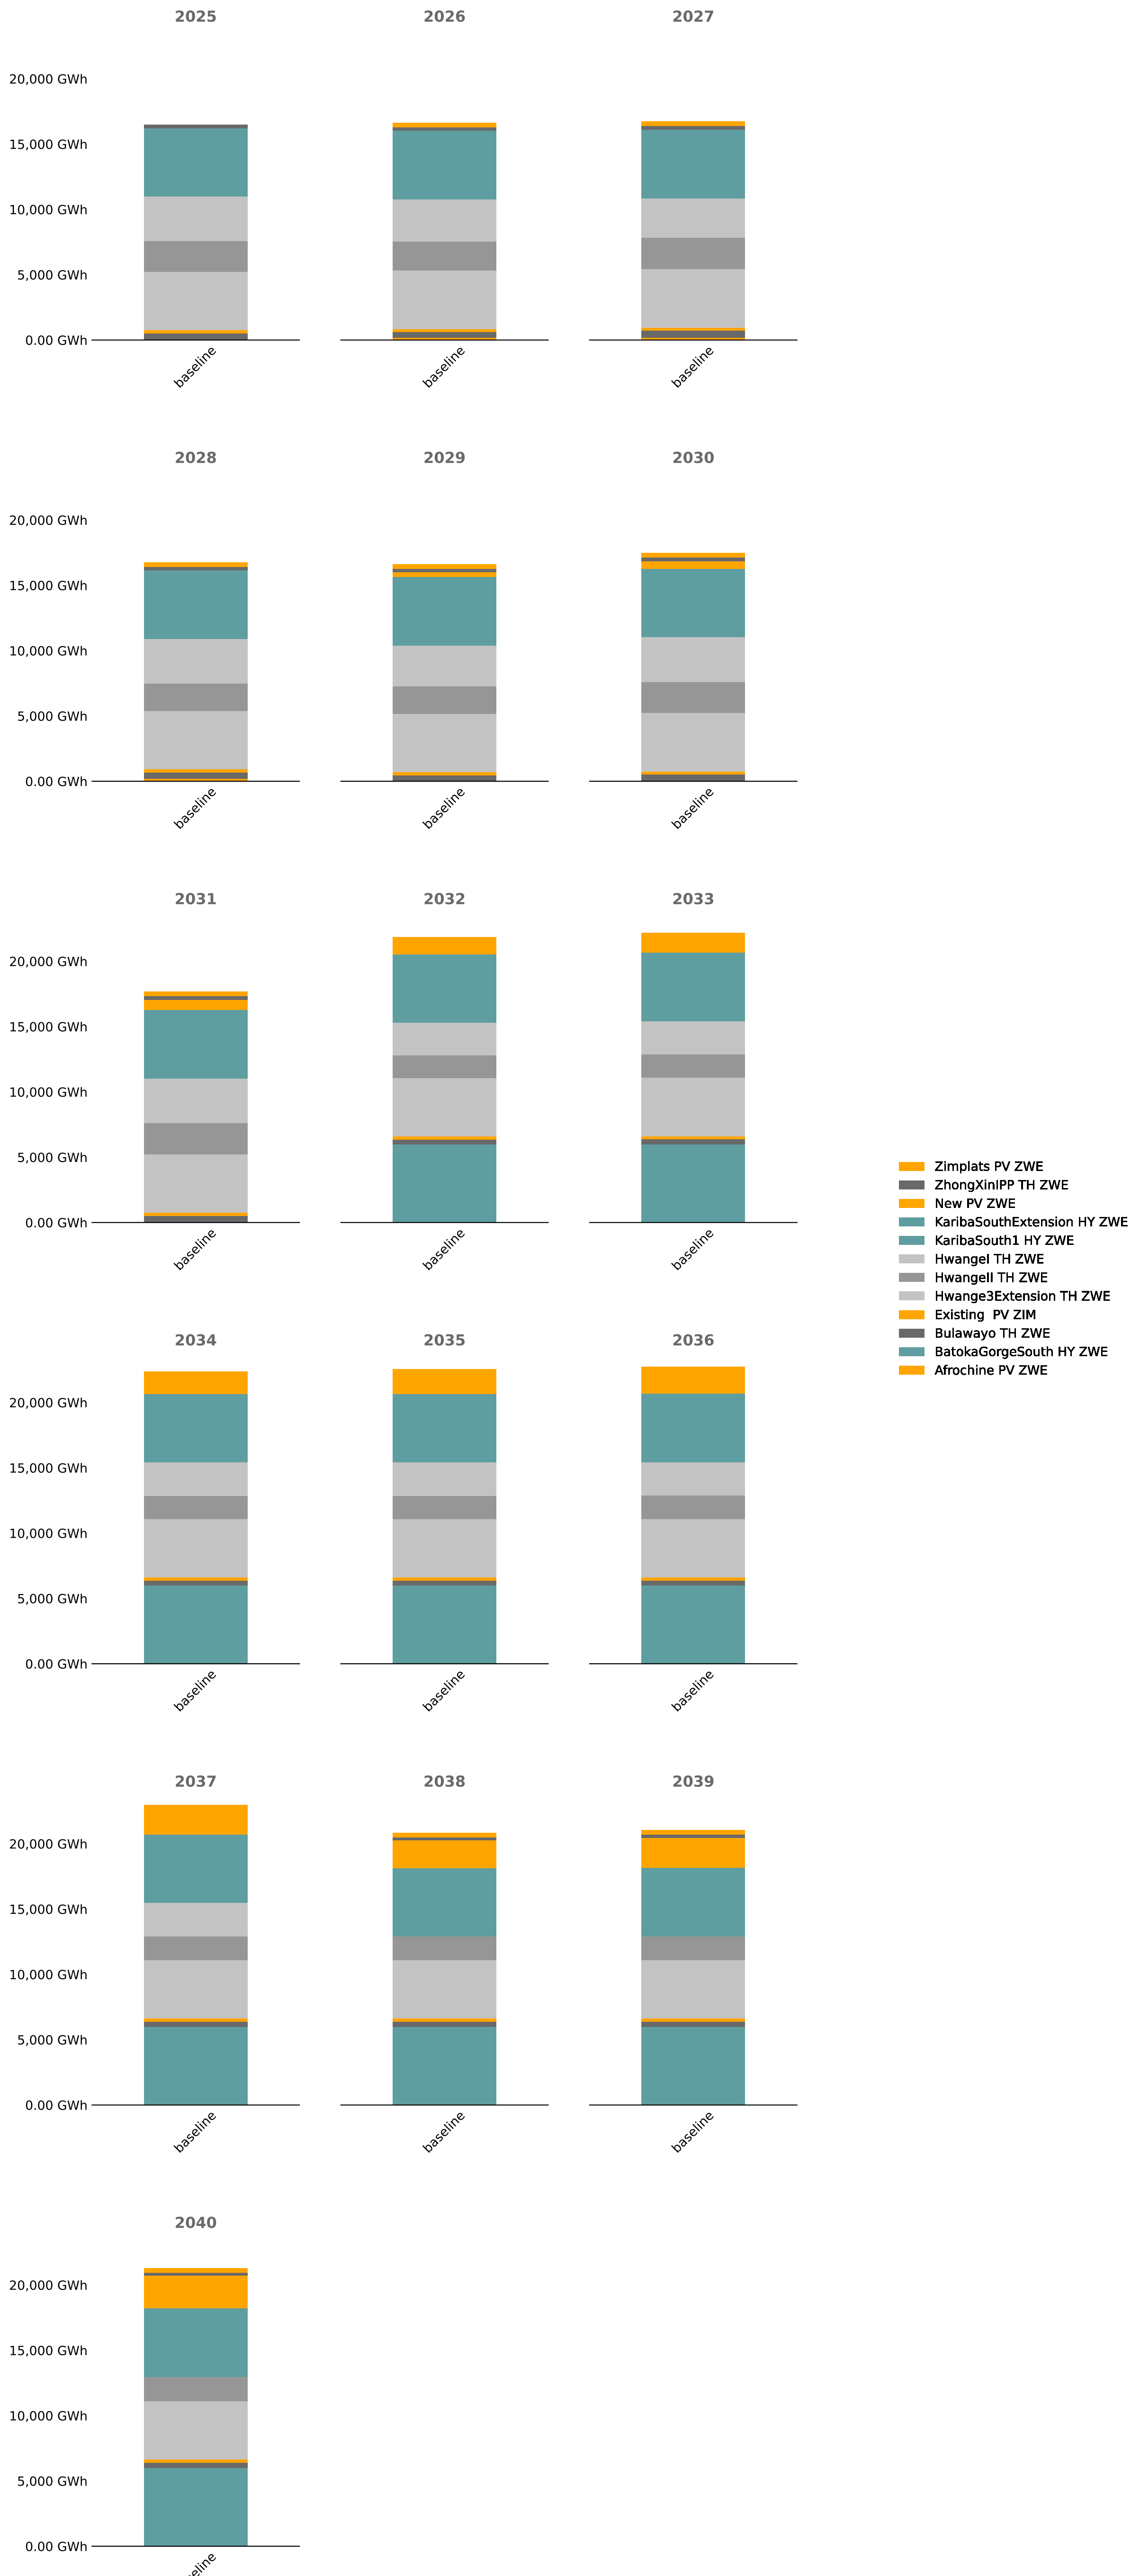 2025
2026
2027
20,000 GWh
15,000 GWh
10,000 GWh
5,000 GWh
0.00 GWh
baseline
baseline
baseline
2028
2029
2030
20,000 GWh
15,000 GWh
10,000 GWh
5,000 GWh
0.00 GWh
baseline
baseline
baseline
2031
2032
2033
20,000 GWh
15,000 GWh
10,000 GWh
5,000 GWh
0.00 GWh
baseline
baseline
baseline
Zimplats PV ZWE
ZhongXinIPP TH ZWE
New PV ZWE
KaribaSouthExtension HY ZWE
KaribaSouth1 HY ZWE
HwangeI TH ZWE
HwangeII TH ZWE
Hwange3Extension TH ZWE
Existing  PV ZIM
Bulawayo TH ZWE
BatokaGorgeSouth HY ZWE
Afrochine PV ZWE
2034
2035
2036
20,000 GWh
15,000 GWh
10,000 GWh
5,000 GWh
0.00 GWh
baseline
baseline
baseline
2037
2038
2039
20,000 GWh
15,000 GWh
10,000 GWh
5,000 GWh
0.00 GWh
baseline
baseline
baseline
2040
20,000 GWh
15,000 GWh
10,000 GWh
5,000 GWh
0.00 GWh